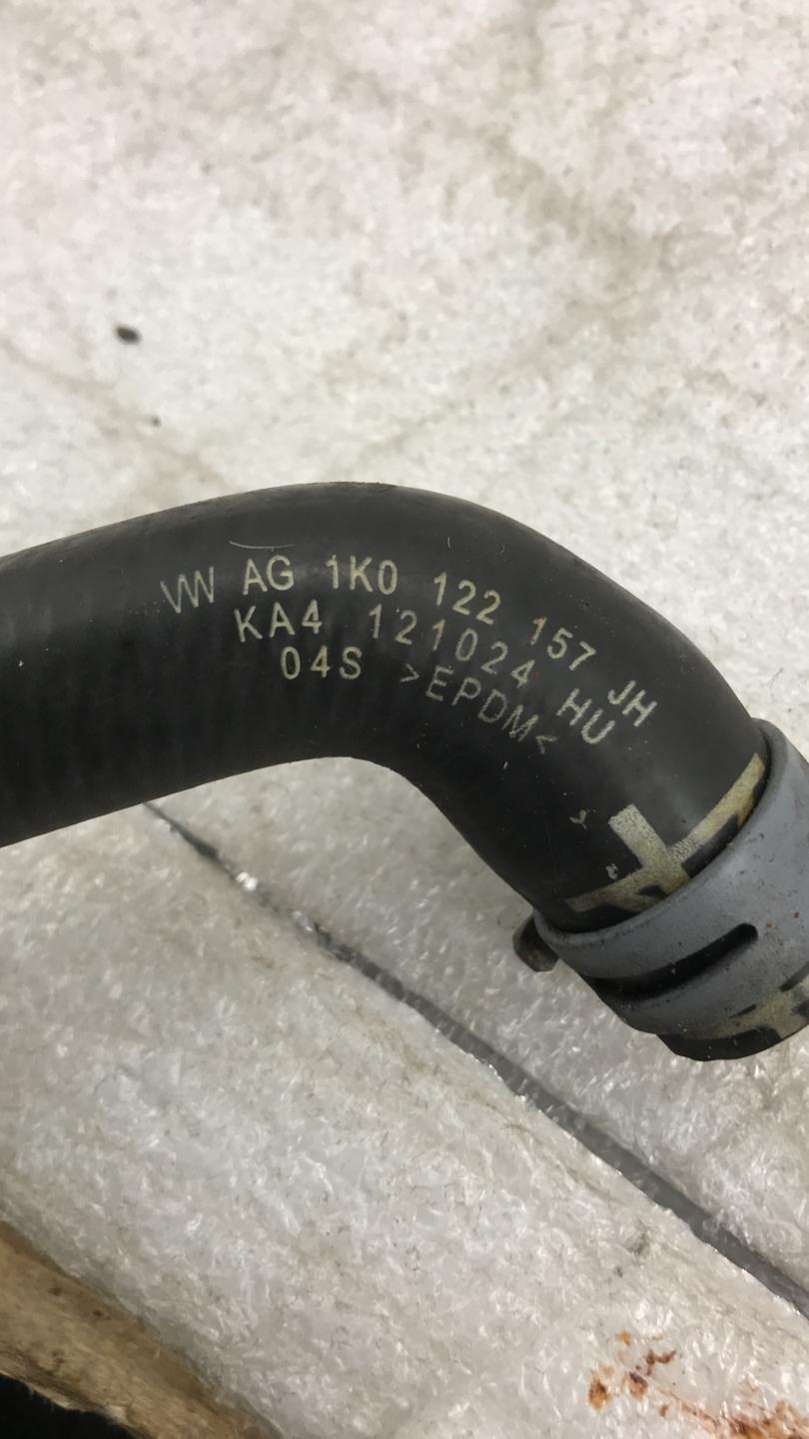 VW AG 1K0 122 157 JH
KA4 121024 HU
04S >EPDM<